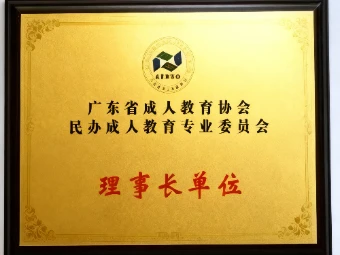 广东省成人教育协会
民办成人教育专业委员会
理事长单位